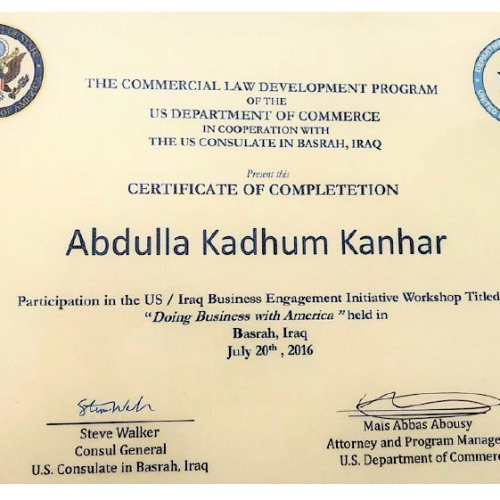 THE COMMERCIAL LAW DEVELOPMENT PROGRAM
OF THE
US DEPARTMENT OF COMMERCE
IN COOPERATION WITH
THE US CONSULATE IN BASRAH, IRAQ
Present this
CERTIFICATE OF COMPLETETION
Abdulla Kadhum Kanhar
Participation in the US / Iraq Business Engagement Initiative Workshop Titled
“Doing Business with America ” held in
Basrah, Iraq
July 20th , 2016
Steve Walker
Consul General
U.S. Consulate in Basrah, Iraq
Mais Abbas Abousy
Attorney and Program Manage
U.S. Department of Commer